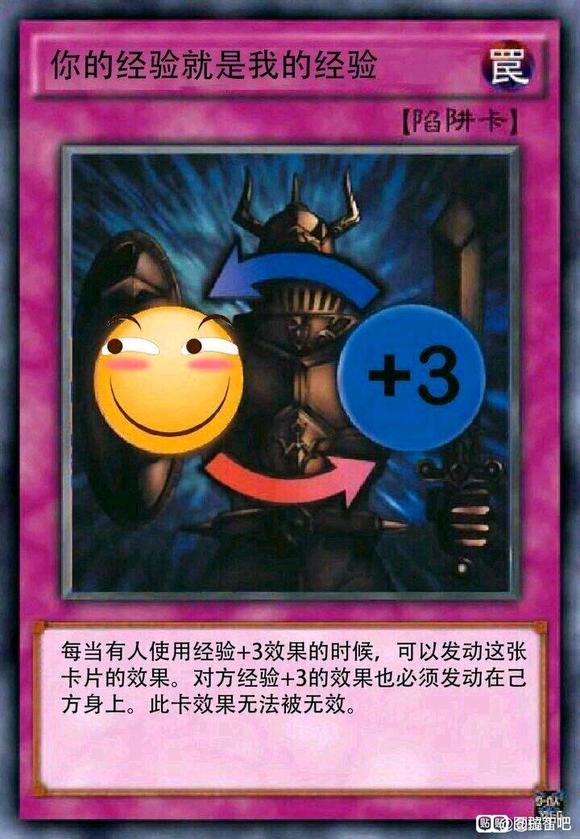 你的经验就是我的经验
罠
【陷阱卡】
+3
每当有人使用经验+3效果的时候，可以发动这张
卡片的效果。对方经验+3的效果也必须发动在己
方身上。此卡效果无法被无效。